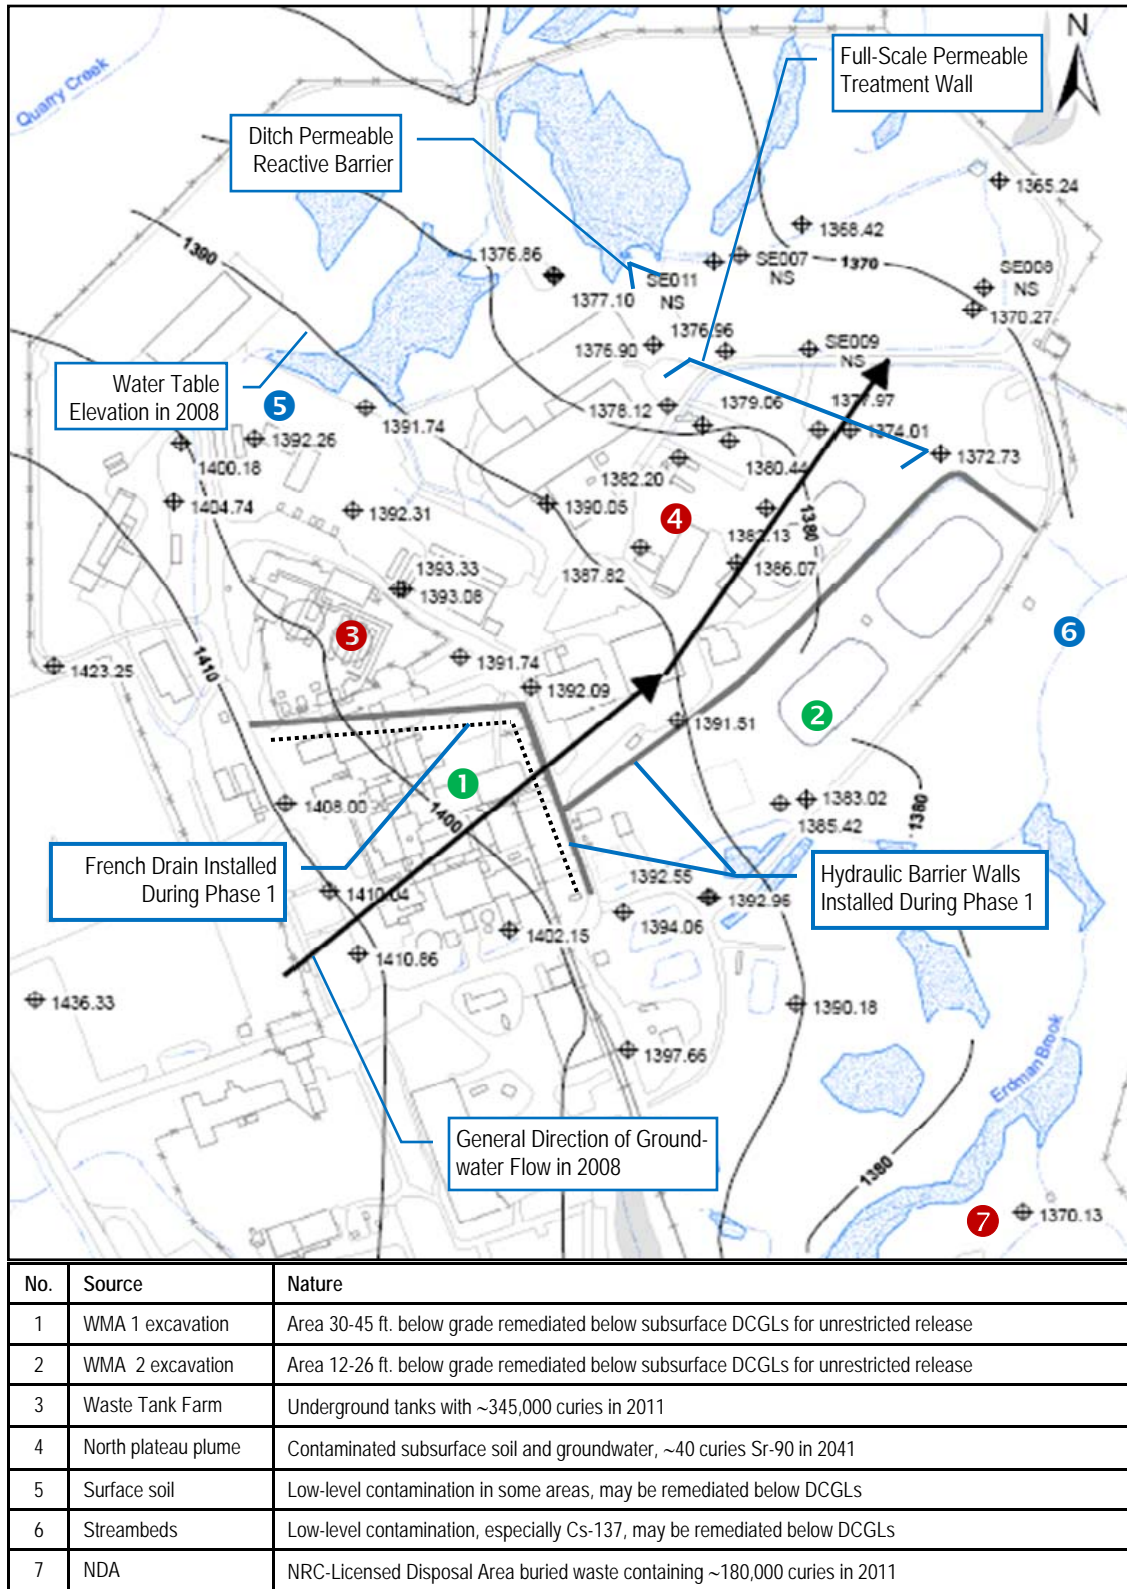 N
Quarry Creek
Full-Scale Permeable
Treatment Wall
Ditch Permeable
Reactive Barrier
1365.24
1368.42
1390
1376.86
SE007
NS
1370
SE011
NS
1377.10
SE008
NS
1370.27
1376.96
1376.90
SE009
NS
Water Table
Elevation in 2008
5
1391.74
1378.12
1379.06
1377.97
1374.01
1392.26
1400.18
1380.44
1372.73
1382.20
1404.74
1392.31
1390.05
4
1380
1382.13
1387.82
1386.07
1393.33
1393.08
3
6
1423.25
1410
1391.74
1392.09
1391.51
2
1
1408.00
1400
1383.02
1385.42
1380
French Drain Installed
During Phase 1
1392.55
Hydraulic Barrier Walls
Installed During Phase 1
1410.04
1392.96
1394.06
1402.15
1410.86
1436.33
1390.18
1397.66
Erdman Brook
General Direction of Ground-
water Flow in 2008
1380
7
1370.13
No. Source Nature
1 WMA 1 excavation Area 30-45 ft. below grade remediated below subsurface DCGLs for unrestricted release
2 WMA 2 excavation Area 12-26 ft. below grade remediated below subsurface DCGLs for unrestricted release
3 Waste Tank Farm Underground tanks with ~345,000 curies in 2011
4 North plateau plume Contaminated subsurface soil and groundwater, ~40 curies Sr-90 in 2041
5 Surface soil Low-level contamination in some areas, may be remediated below DCGLs
6 Streambeds Low-level contamination, especially Cs-137, may be remediated below DCGLs
7 NDA NRC-Licensed Disposal Area buried waste containing ~180,000 curies in 2011